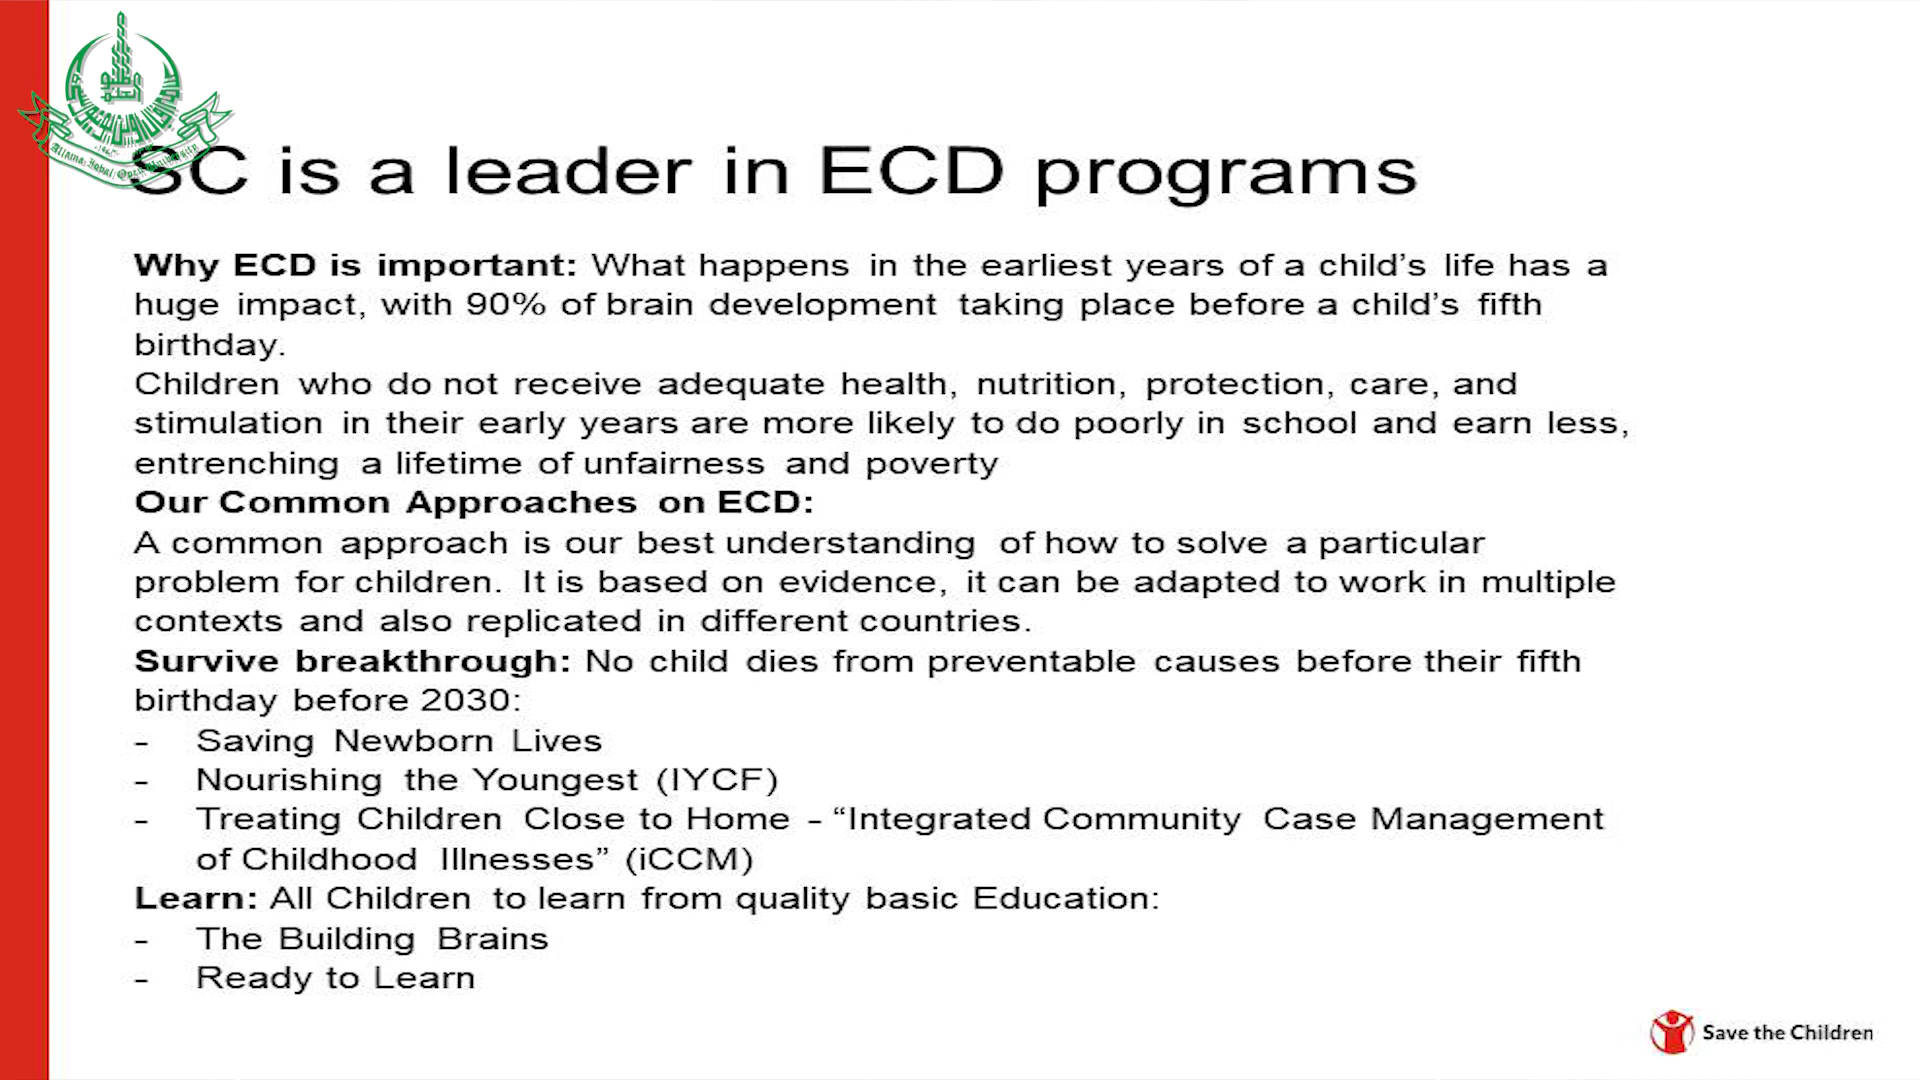 Allama Iqbal Open University
SC is a leader in ECD programs
Why ECD is important: What happens in the earliest years of a child’s life has a
huge impact, with 90% of brain development taking place before a child’s fifth
birthday.
Children who do not receive adequate health, nutrition, protection, care, and
stimulation in their early years are more likely to do poorly in school and earn less,
entrenching a lifetime of unfairness and poverty
Our Common Approaches on ECD:
A common approach is our best understanding of how to solve a particular
problem for children. It is based on evidence, it can be adapted to work in multiple
contexts and also replicated in different countries.
Survive breakthrough: No child dies from preventable causes before their fifth
birthday before 2030:
- Saving Newborn Lives
- Nourishing the Youngest (IYCF)
- Treating Children Close to Home - “Integrated Community Case Management
of Childhood Illnesses” (iCCM)
Learn: All Children to learn from quality basic Education:
- The Building Brains
- Ready to Learn
Save the Children